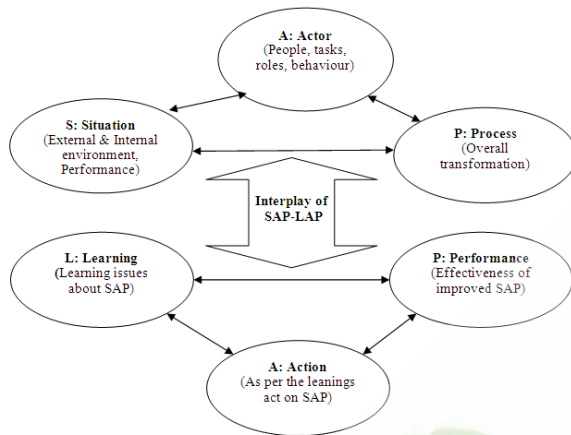 A: Actor
(People, tasks,
roles, behaviour)
S: Situation
(External & Internal
environment,
Performance)
P: Process
(Overall
transformation)
Interplay of
SAP-LAP
L: Learning
(Learning issues
about SAP)
P: Performance
(Effectiveness of
improved SAP)
A: Action
(As per the leanings
act on SAP)